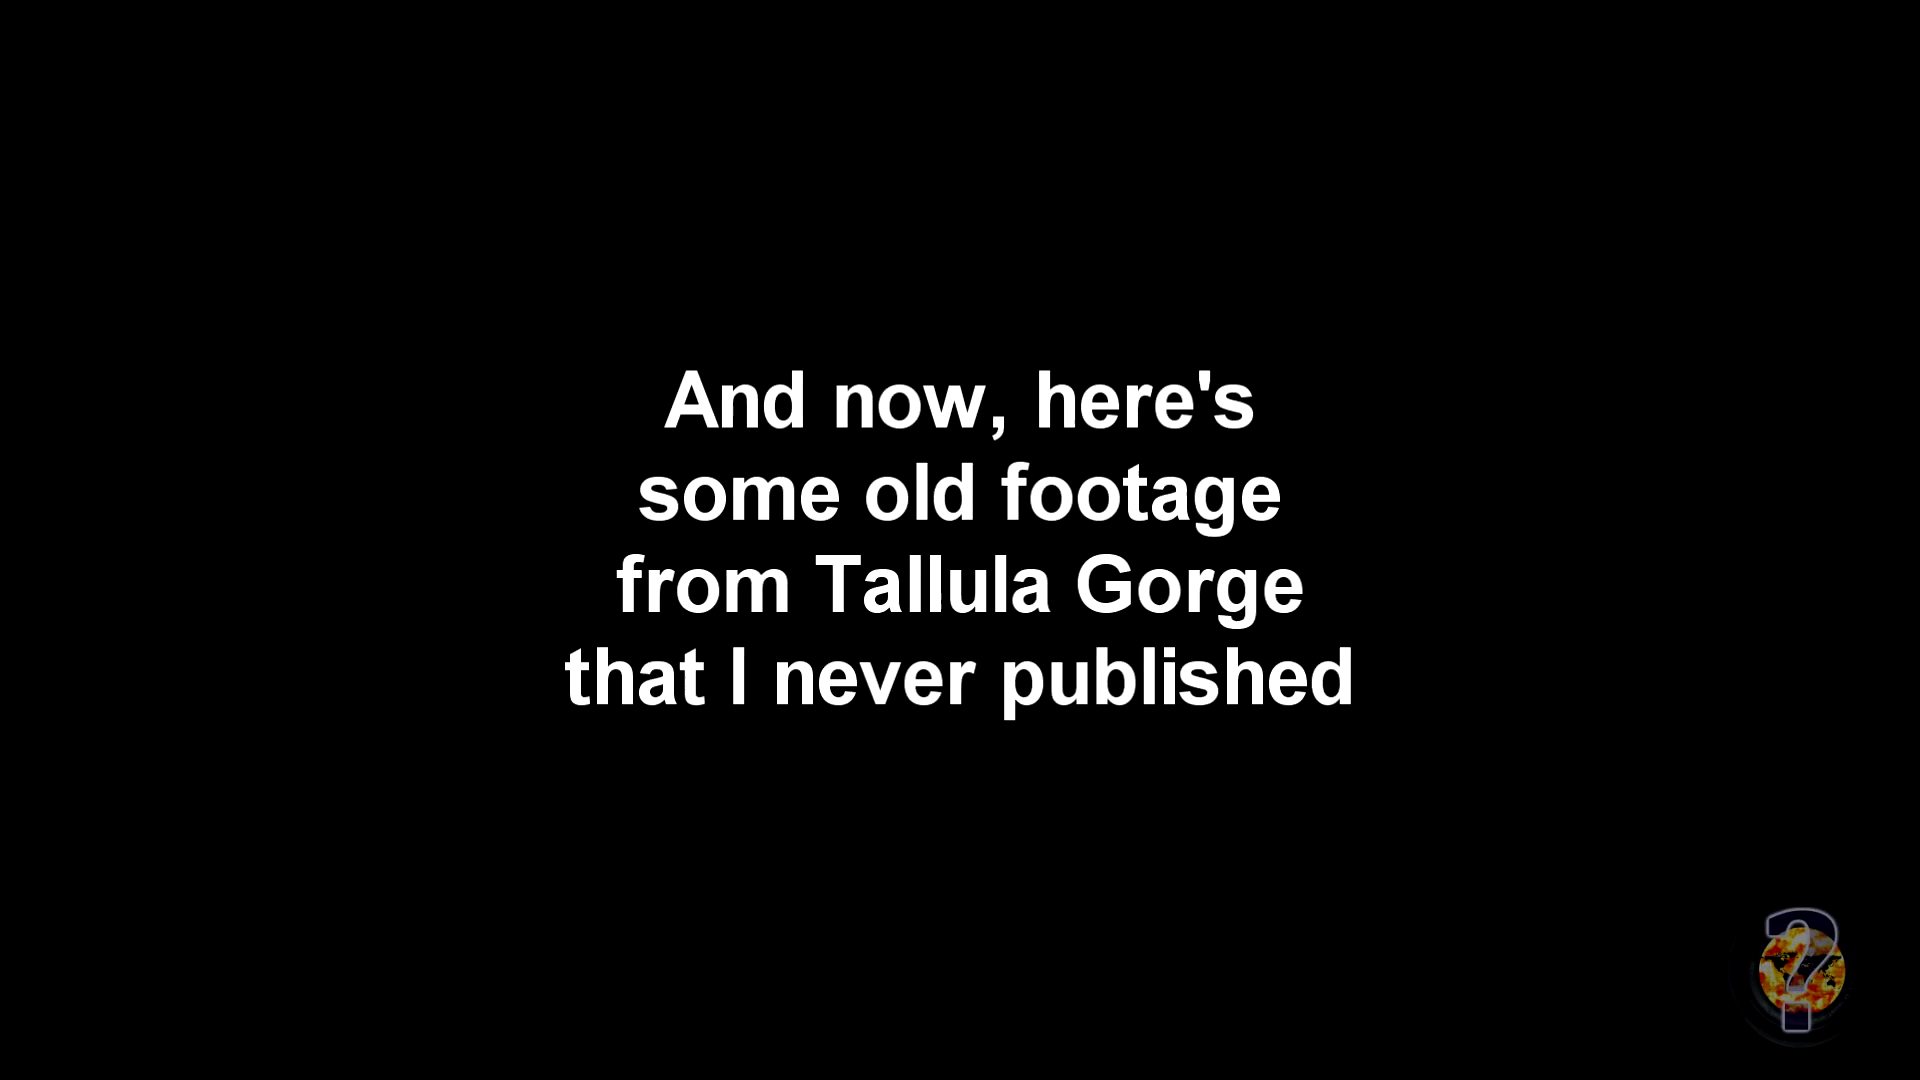 And now, here's
some old footage
from Tallula Gorge
that I never published
?